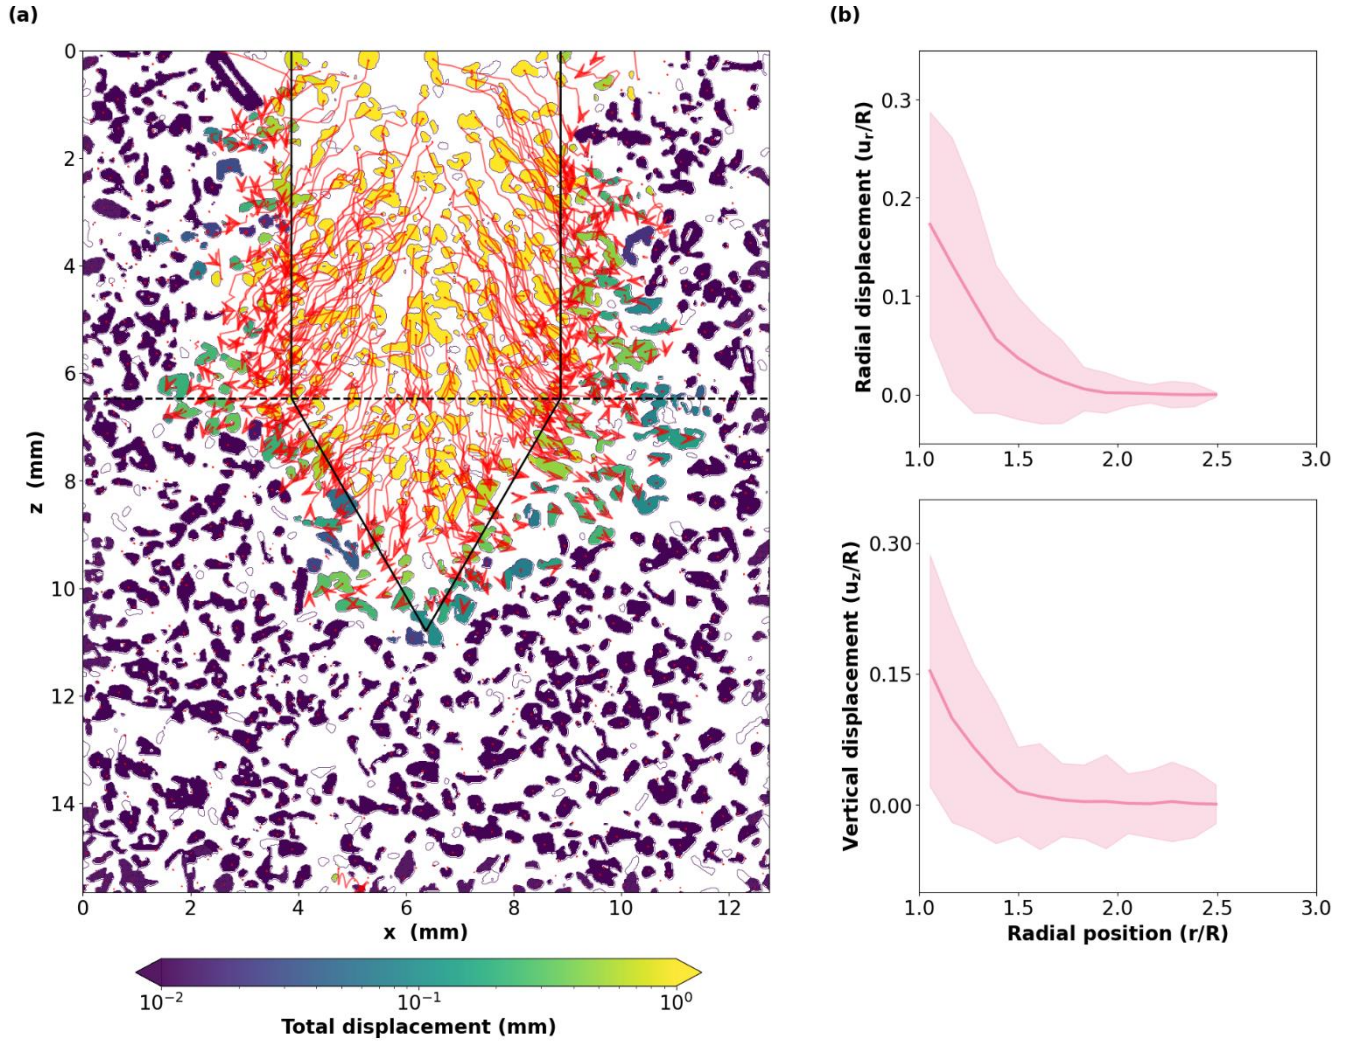 (a)
(b)
0
2
4
6
8
10
12
14
z (mm)
0 2 4 6 8 10 12
x (mm)
10⁻² 10⁻¹ 10⁰
Total displacement (mm)
0.3
0.2
0.1
0.0
Radial displacement (uᵣ/R)
1.0 1.5 2.0 2.5 3.0
0.30
0.15
0.00
Vertical displacement (u_z/R)
1.0 1.5 2.0 2.5 3.0
Radial position (r/R)